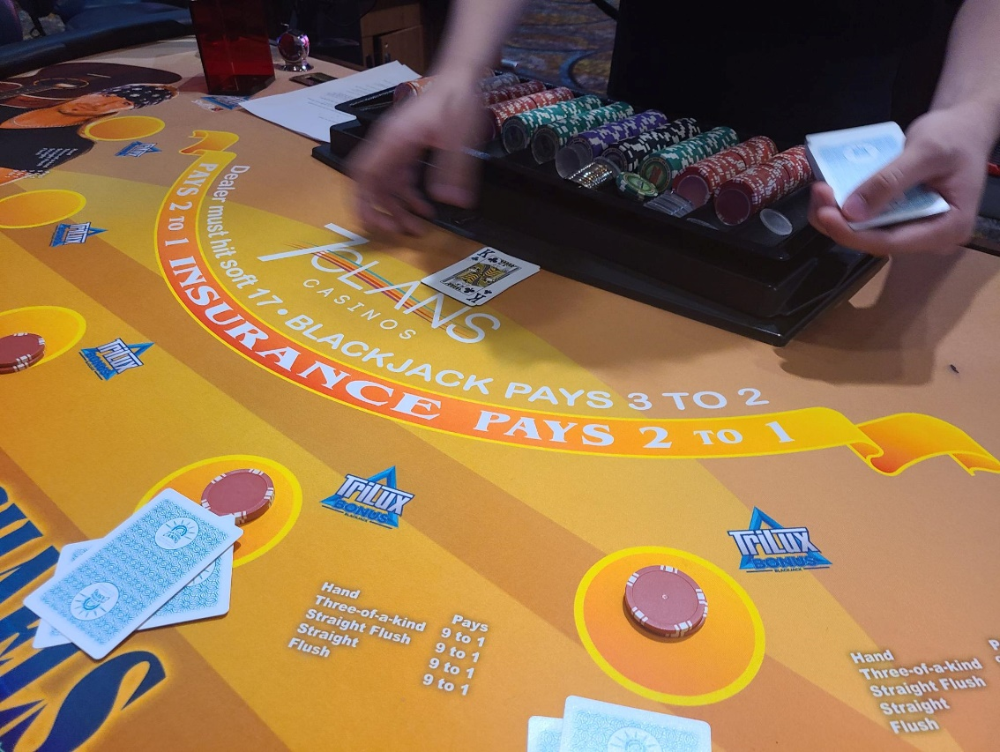 PAYS 2 TO 1 INSURANCE PAYS 2 TO 1
Dealer must hit soft 17 • BLACKJACK PAYS 3 TO 2
7CLANS
CASINOS
K
K
TRiLUX
BONUS
TRiLUX
BONUS
TRiLUX
BONUS
BLACKJACK
TRiLUX
BONUS
BLACKJACK
Hand Pays
Three-of-a-kind 9 to 1
Straight Flush 9 to 1
Straight 9 to 1
Flush 9 to 1
Hand
Three-of-a-kind
Straight Flush
Straight
Flush